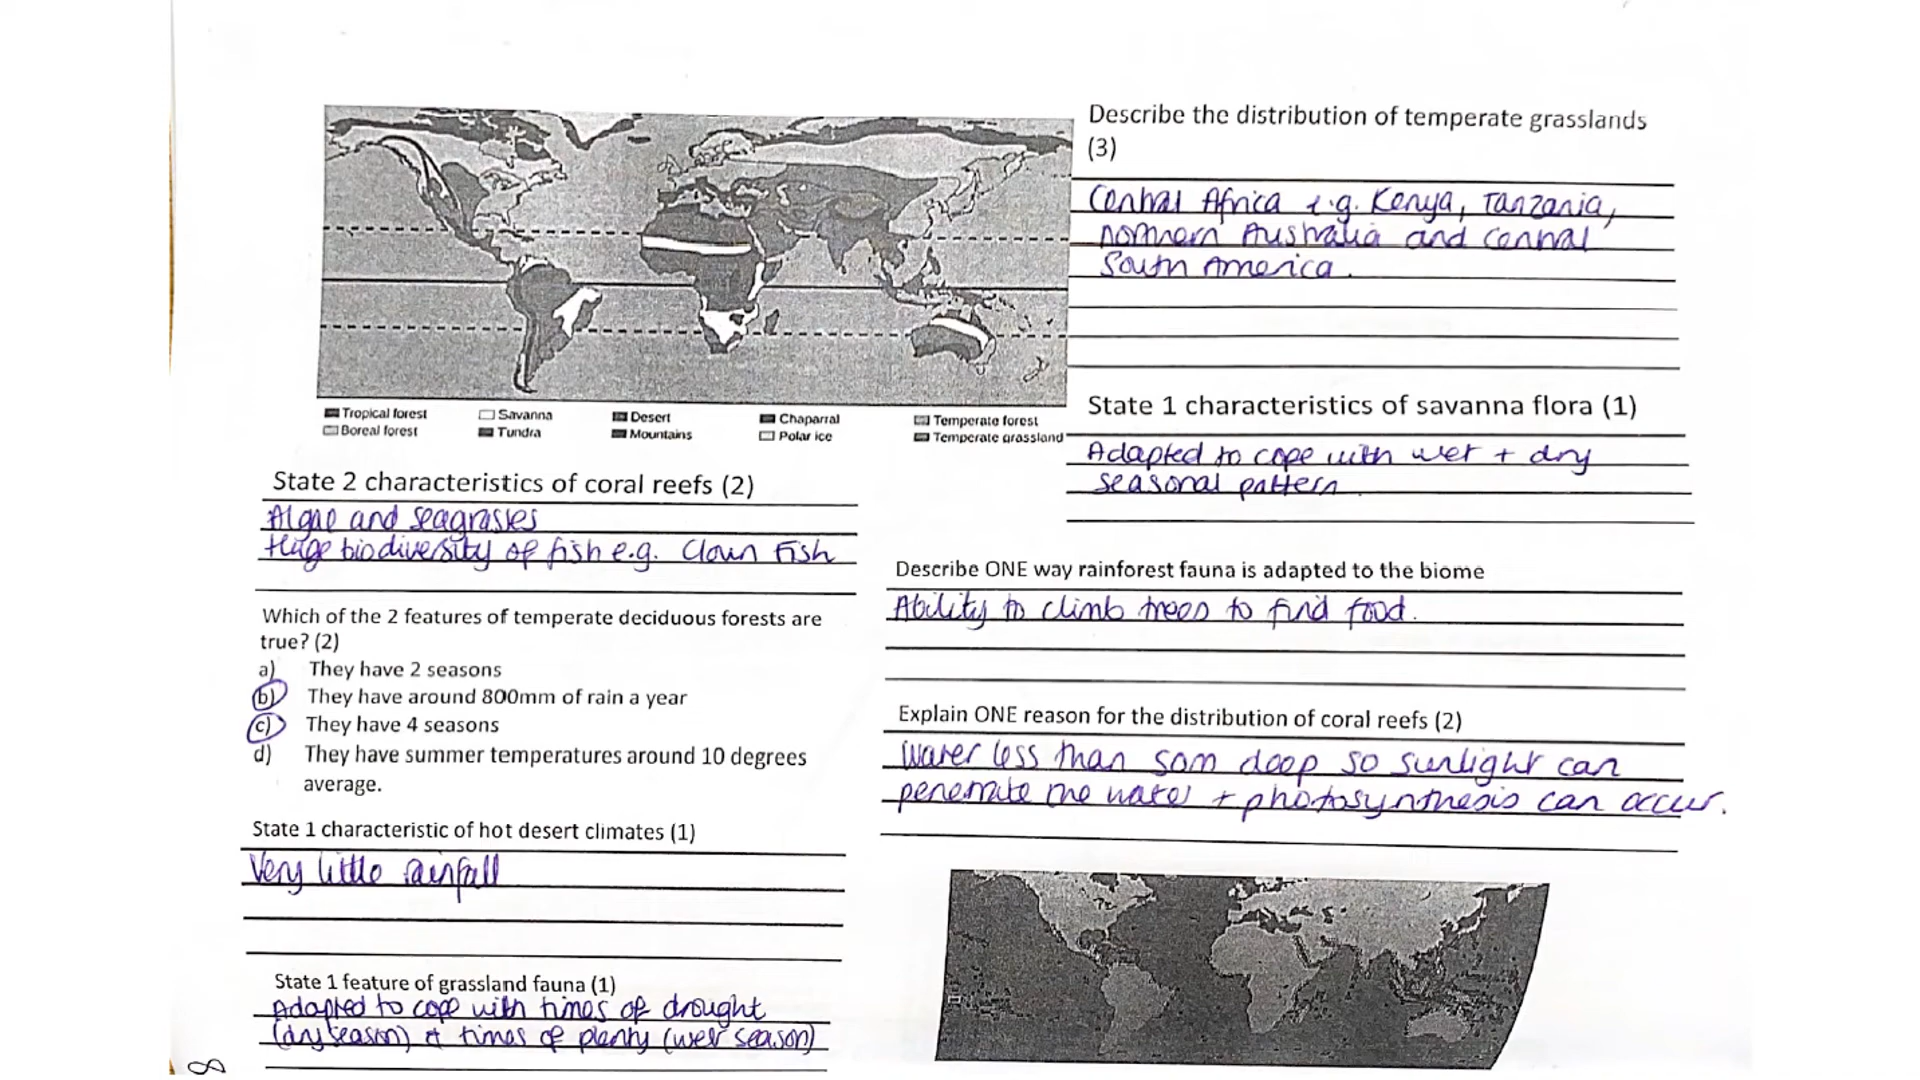 Describe the distribution of temperate grasslands
(3)
Central Africa e.g. Kenya, Tanzania,
northern Australia and central
South America.
Tropical forest
Savanna
Desert
Chaparral
Temperate forest
Boreal forest
Tundra
Mountains
Polar ice
Temperate grassland
State 1 characteristics of savanna flora (1)
Adapted to cope with wet + dry
seasonal pattern
State 2 characteristics of coral reefs (2)
Algae and seagrasses
Huge biodiversity of fish e.g. Clown Fish
Which of the 2 features of temperate deciduous forests are
true? (2)
a) They have 2 seasons
b) They have around 800mm of rain a year
c) They have 4 seasons
d) They have summer temperatures around 10 degrees
average.
State 1 characteristic of hot desert climates (1)
Very little rainfall
State 1 feature of grassland fauna (1)
Adapted to cope with times of drought
(dry season) + times of plenty (wet season)
8
Describe ONE way rainforest fauna is adapted to the biome
Ability to climb trees to find food.
Explain ONE reason for the distribution of coral reefs (2)
Water less than 50m deep so sunlight can
penetrate the water + photosynthesis can occur.